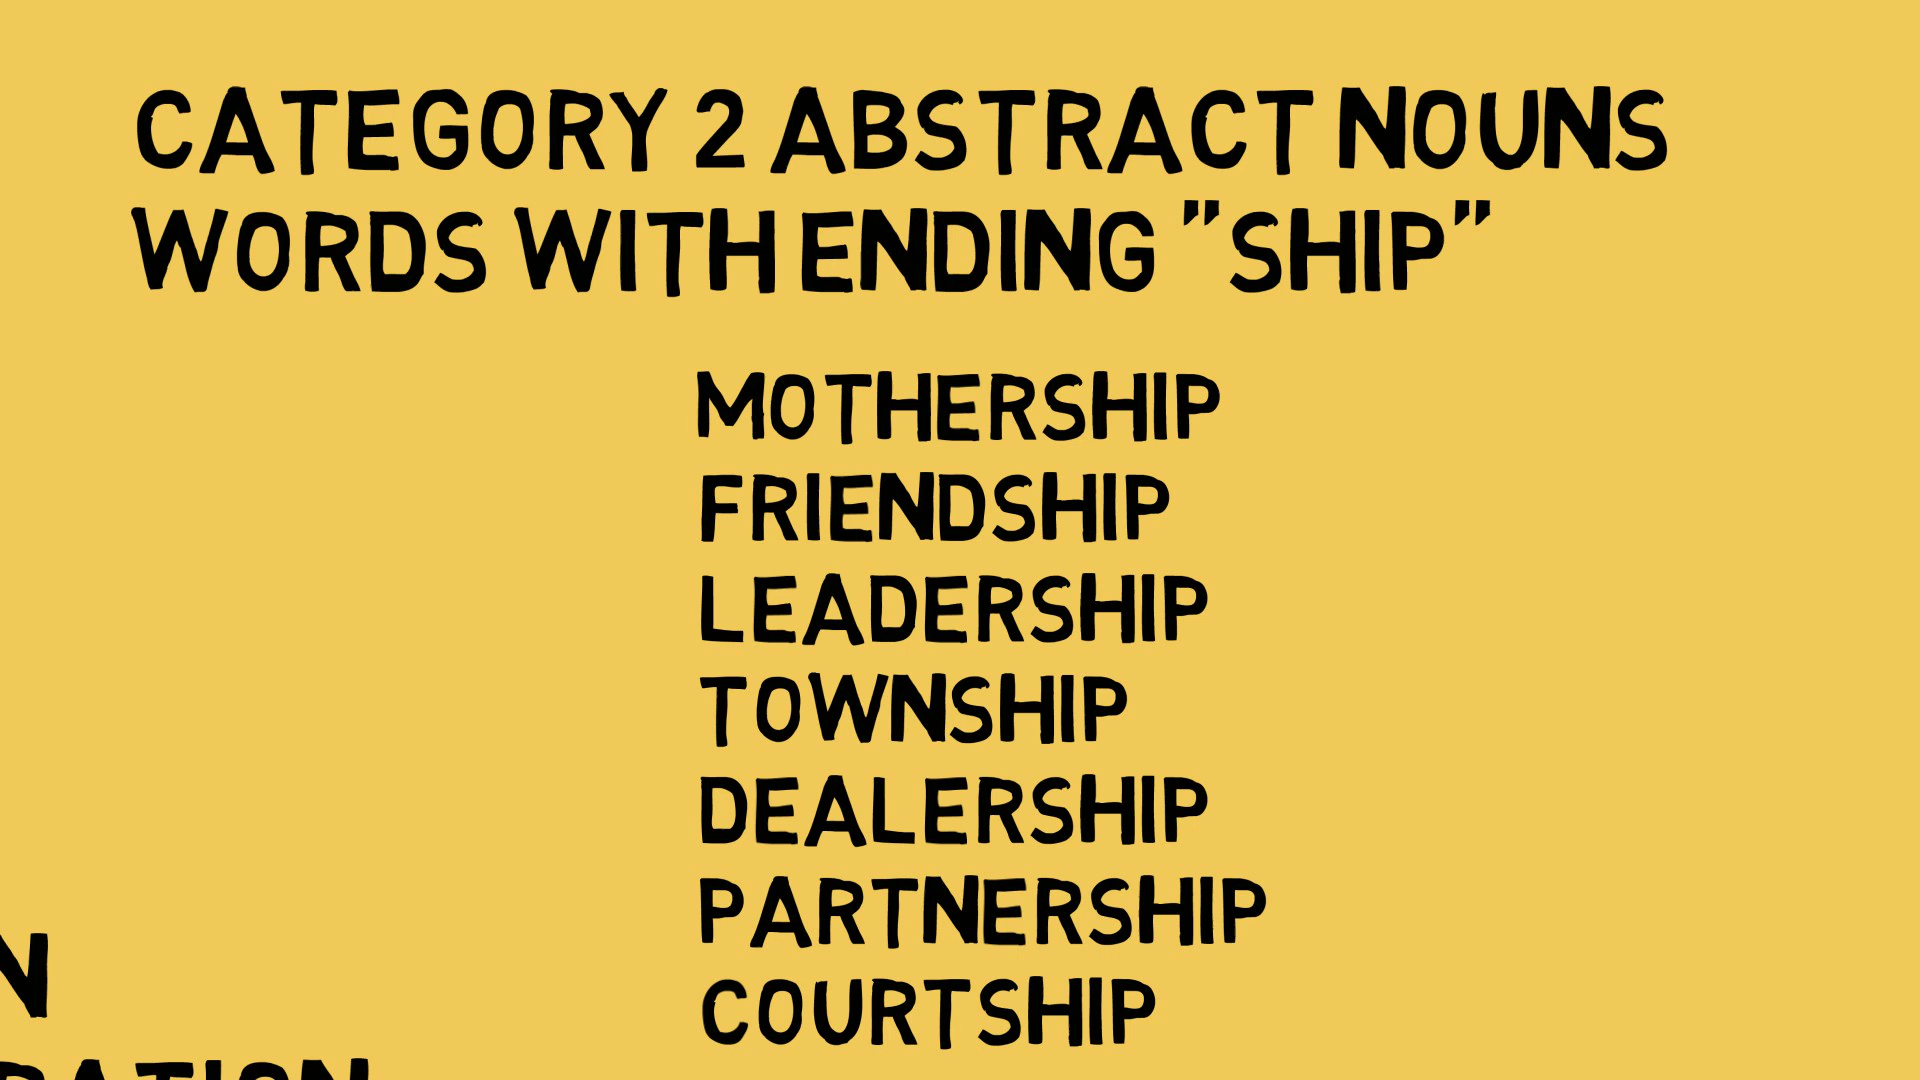 CATEGORY 2 ABSTRACT NOUNS
WORDS WITH ENDING "SHIP"
MOTHERSHIP
FRIENDSHIP
LEADERSHIP
TOWNSHIP
DEALERSHIP
PARTNERSHIP
COURTSHIP
N